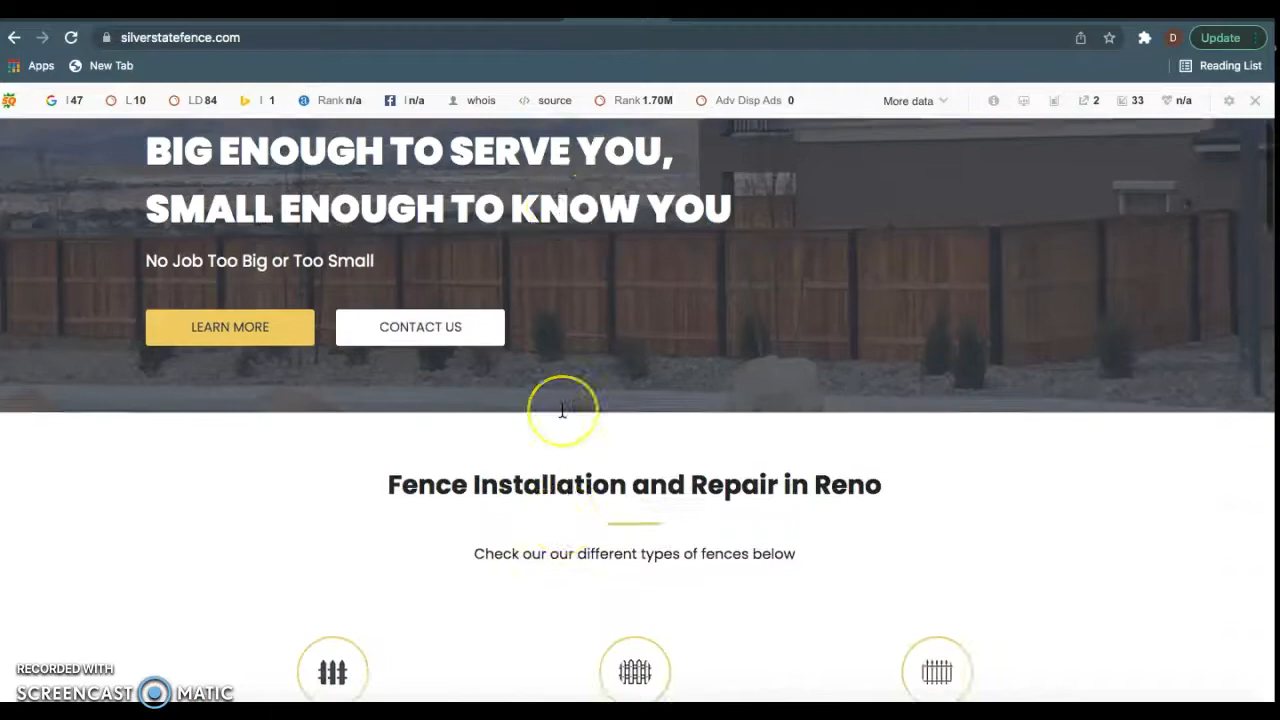 silverstatefence.com
Update
Apps
New Tab
Reading List
SQ
I 47
L 10
LD 84
I 1
Rank n/a
I n/a
whois
source
Rank 1.70M
Adv Disp Ads 0
More data
2
33
n/a
BIG ENOUGH TO SERVE YOU,
SMALL ENOUGH TO KNOW YOU
No Job Too Big or Too Small
LEARN MORE
CONTACT US
Fence Installation and Repair in Reno
Check our our different types of fences below
RECORDED WITH
SCREENCAST MATIC